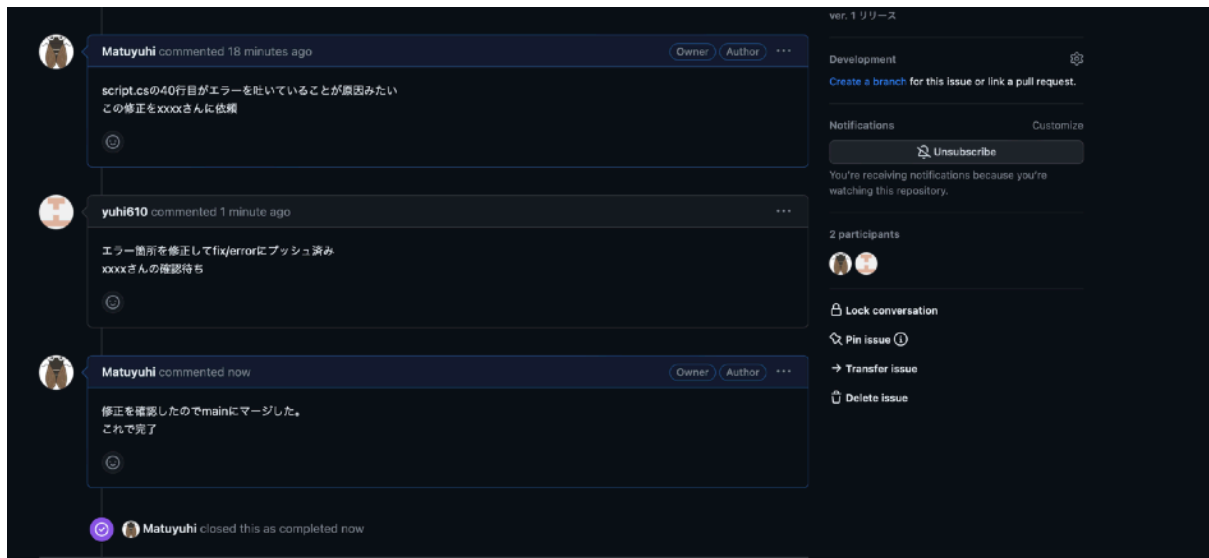 Matuyuhi commented 18 minutes ago
Owner Author ...
script.csの40行目がエラーを吐いていることが原因みたい
この修正をxxxxさんに依頼
yuhi610 commented 1 minute ago
...
エラー箇所を修正してfix/errorにプッシュ済み
xxxxさんの確認待ち
Matuyuhi commented now
Owner Author ...
修正を確認したのでmainにマージした。
これで完了
Matuyuhi closed this as completed now
ver. 1 リリース
Development
Create a branch for this issue or link a pull request.
Notifications
Customize
Unsubscribe
You're receiving notifications because you're
watching this repository.
2 participants
Lock conversation
Pin issue
Transfer issue
Delete issue